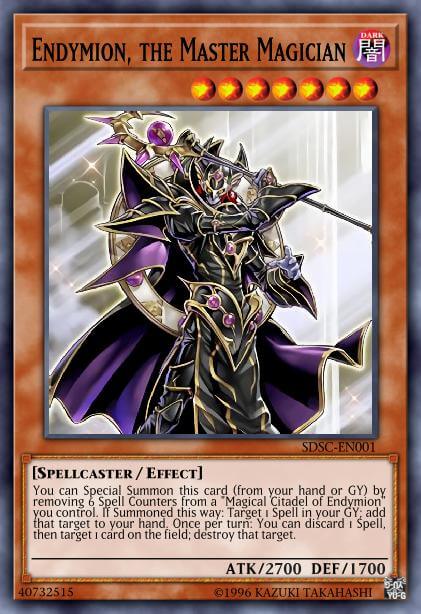 ENDYMION, THE MASTER MAGICIAN
DARK
闇
SDSC-EN001
[SPELLCASTER / EFFECT]
You can Special Summon this card (from your hand or GY) by
removing 6 Spell Counters from a "Magical Citadel of Endymion"
you control. If Summoned this way: Target 1 Spell in your GY; add
that target to your hand. Once per turn: You can discard 1 Spell,
then target 1 card on the field; destroy that target.
ATK/2700 DEF/1700
40732515
©1996 KAZUKI TAKAHASHI